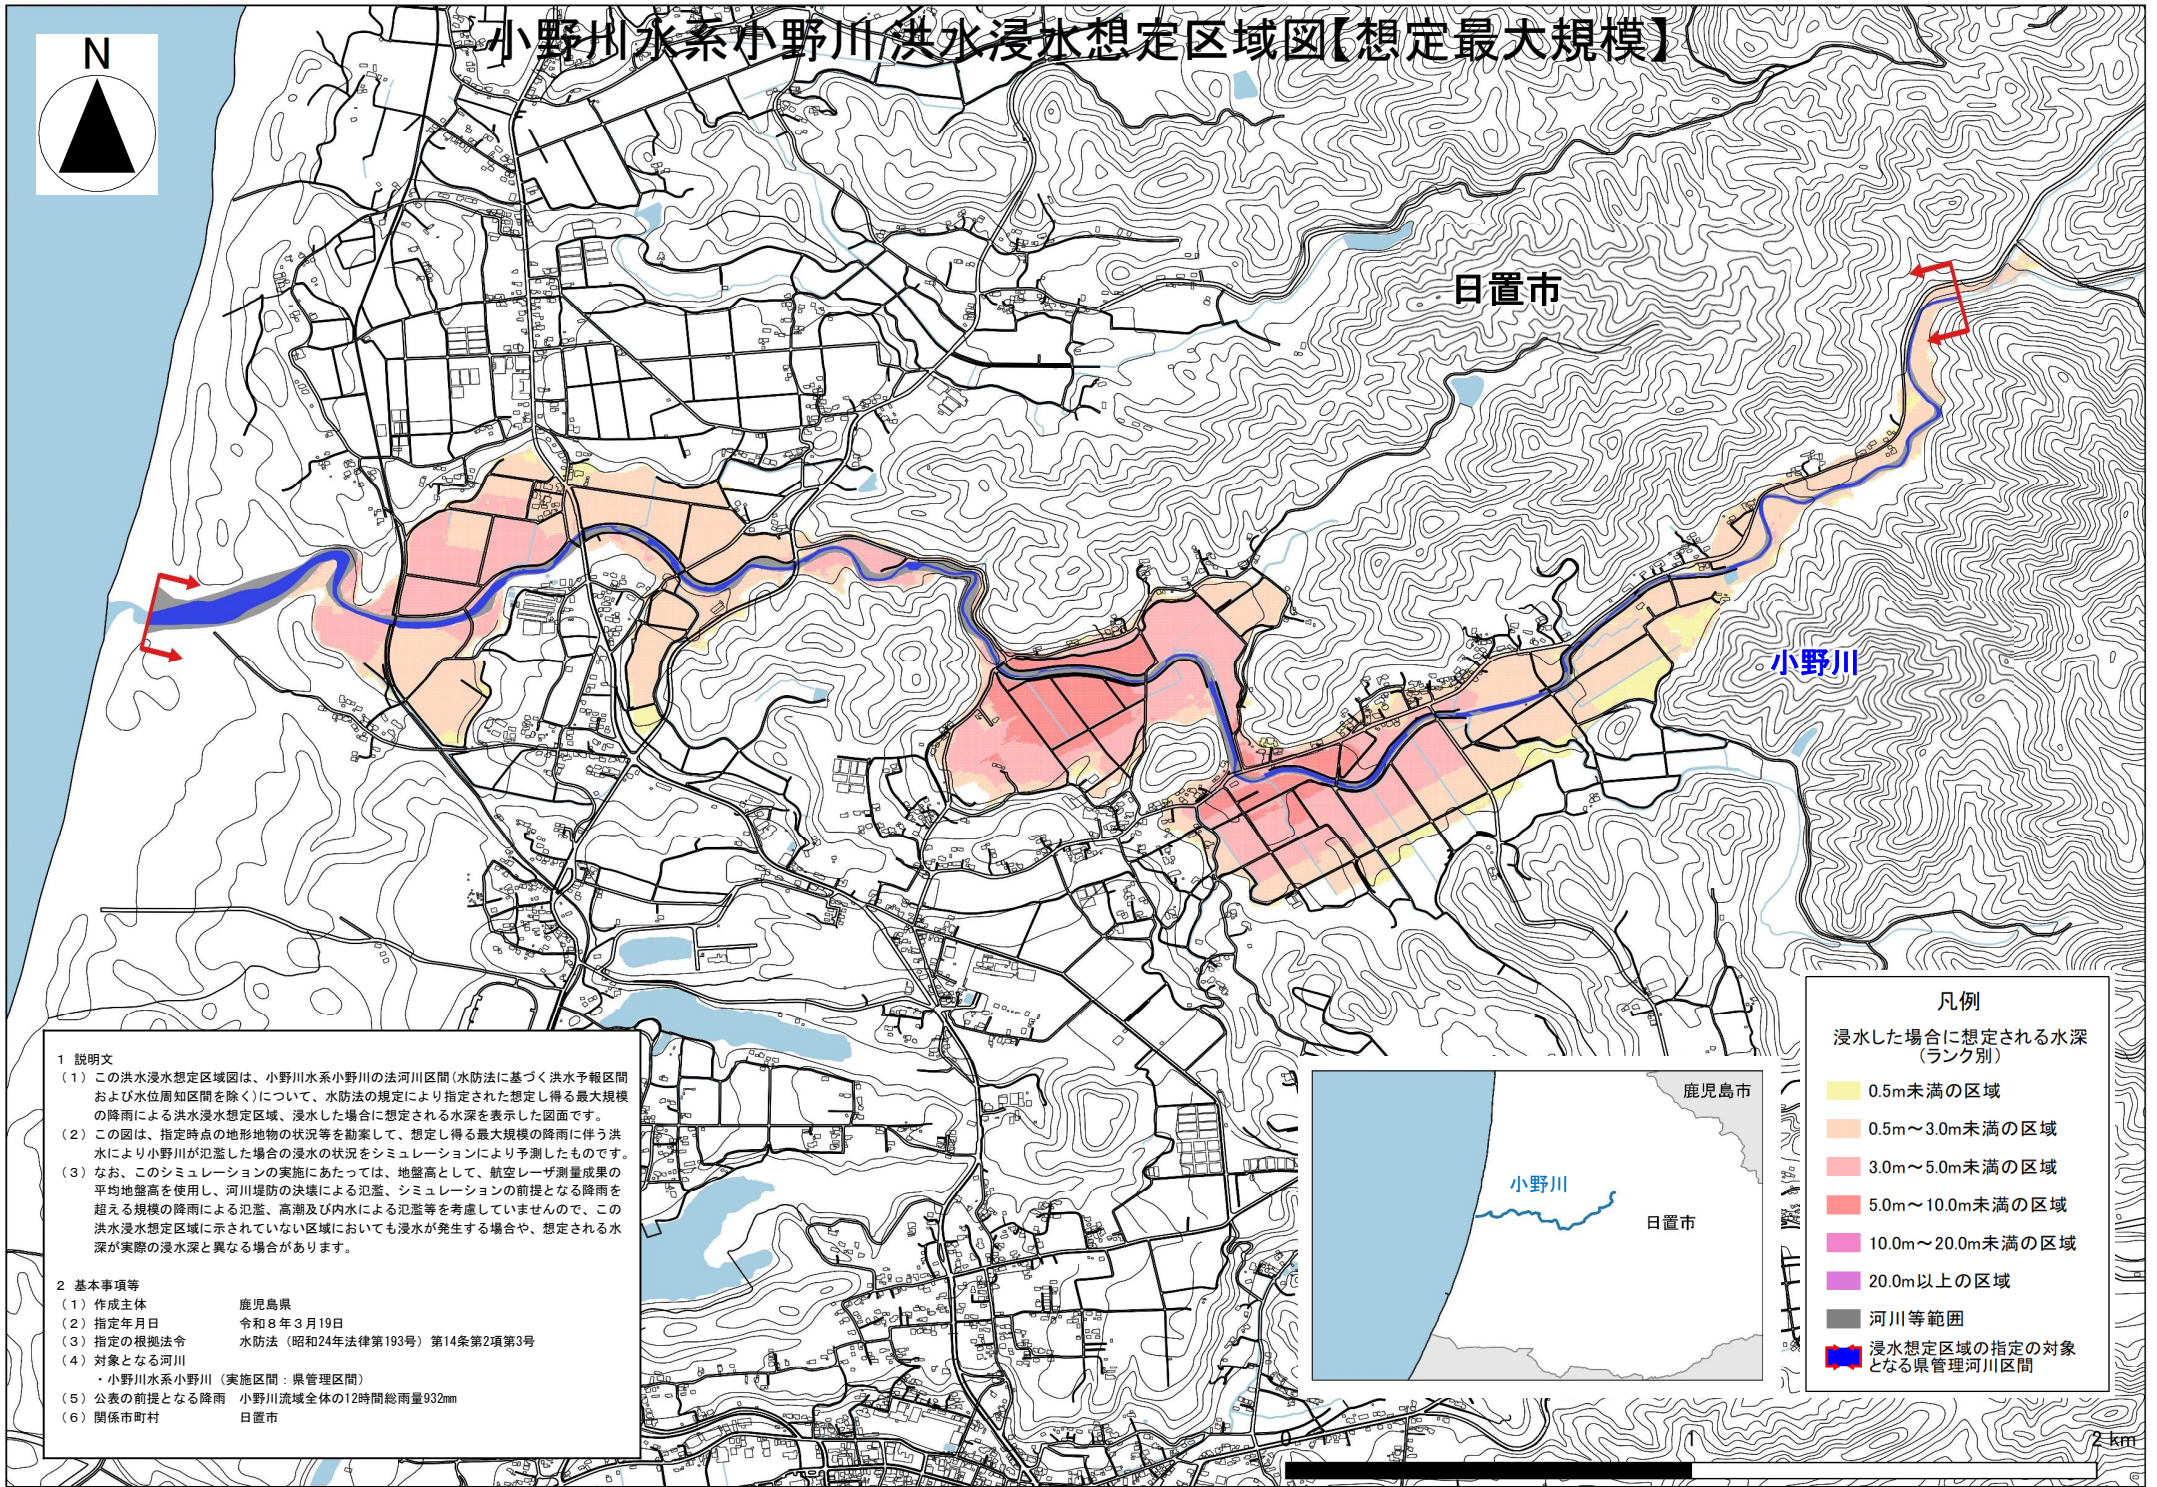 小野川水系小野川 洪水浸水想定区域図【想定最大規模】
N
日置市
小野川
1 説明文
(1) この洪水浸水想定区域図は、小野川水系小野川の法河川区間(水防法に基づく洪水予報区間
および水位周知区間を除く)について、水防法の規定により指定された想定し得る最大規模
の降雨による洪水浸水想定区域、浸水した場合に想定される水深を表示した図面です。
(2) この図は、指定時点の地形地物の状況等を勘案して、想定し得る最大規模の降雨に伴う洪
水により小野川が氾濫した場合の浸水の状況をシミュレーションにより予測したものです。
(3) なお、このシミュレーションの実施にあたっては、地盤高として、航空レーザ測量成果の
平均地盤高を使用し、河川堤防の決壊による氾濫、シミュレーションの前提となる降雨を
超える規模の降雨による氾濫、高潮及び内水による氾濫等を考慮していませんので、この
洪水浸水想定区域に示されていない区域においても浸水が発生する場合や、想定される水
深が実際の浸水深と異なる場合があります。
2 基本事項等
(1) 作成主体 鹿児島県
(2) 指定年月日 令和8年3月19日
(3) 指定の根拠法令 水防法(昭和24年法律第193号)第14条第2項第3号
(4) 対象となる河川
・小野川水系小野川(実施区間:県管理区間)
(5) 公表の前提となる降雨 小野川流域全体の12時間総雨量932mm
(6) 関係市町村 日置市
鹿児島市
小野川
日置市
凡例
浸水した場合に想定される水深
(ランク別)
0.5m未満の区域
0.5m～3.0m未満の区域
3.0m～5.0m未満の区域
5.0m～10.0m未満の区域
10.0m～20.0m未満の区域
20.0m以上の区域
河川等範囲
浸水想定区域の指定の対象
となる県管理河川区間
0 1 2 km